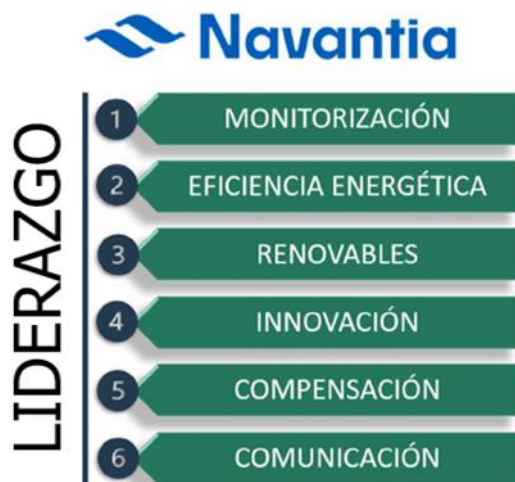 Navantia
LIDERAZGO
1 MONITORIZACIÓN
2 EFICIENCIA ENERGÉTICA
3 RENOVABLES
4 INNOVACIÓN
5 COMPENSACIÓN
6 COMUNICACIÓN